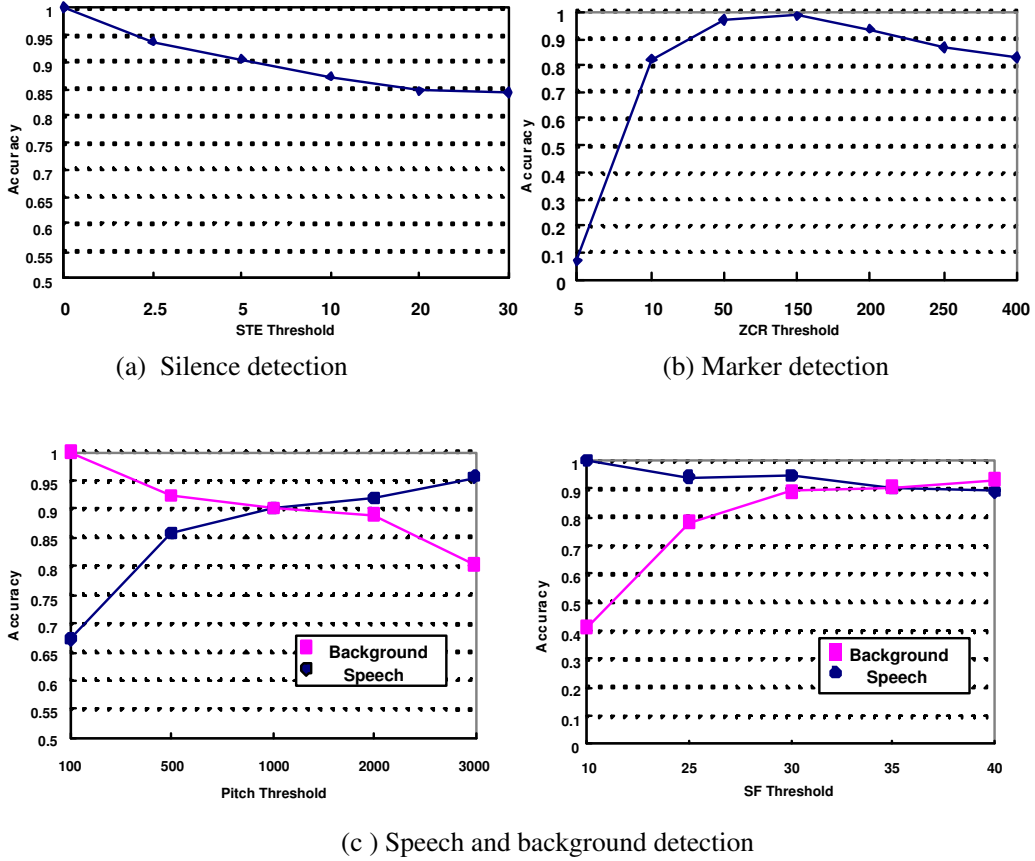 1
0.95
0.9
0.85
0.8
0.75
0.7
0.65
0.6
0.55
0.5
Accuracy
0 2.5 5 10 20 30
STE Threshold
(a) Silence detection
1
0.9
0.8
0.7
0.6
0.5
0.4
0.3
0.2
0.1
0
Accuracy
5 10 50 150 200 250 400
ZCR Threshold
(b) Marker detection
1
0.95
0.9
0.85
0.8
0.75
0.7
0.65
0.6
0.55
0.5
Accuracy
Background
Speech
100 500 1000 2000 3000
Pitch Threshold
1
0.9
0.8
0.7
0.6
0.5
0.4
0.3
0.2
0.1
0
Accuracy
Background
Speech
10 25 30 35 40
SF Threshold
(c ) Speech and background detection